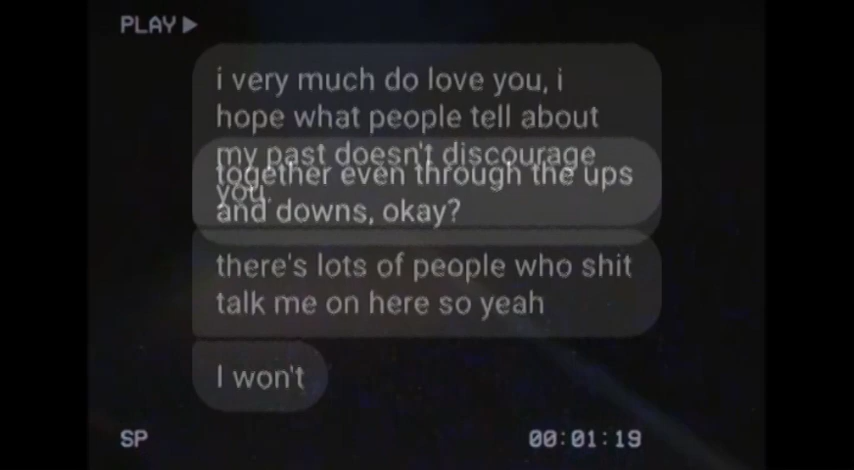 PLAY
i very much do love you, i
hope what people tell about
my past doesn't discourage
you.
together even through the ups
and downs, okay?
there's lots of people who shit
talk me on here so yeah
I won't
SP
00:01:19